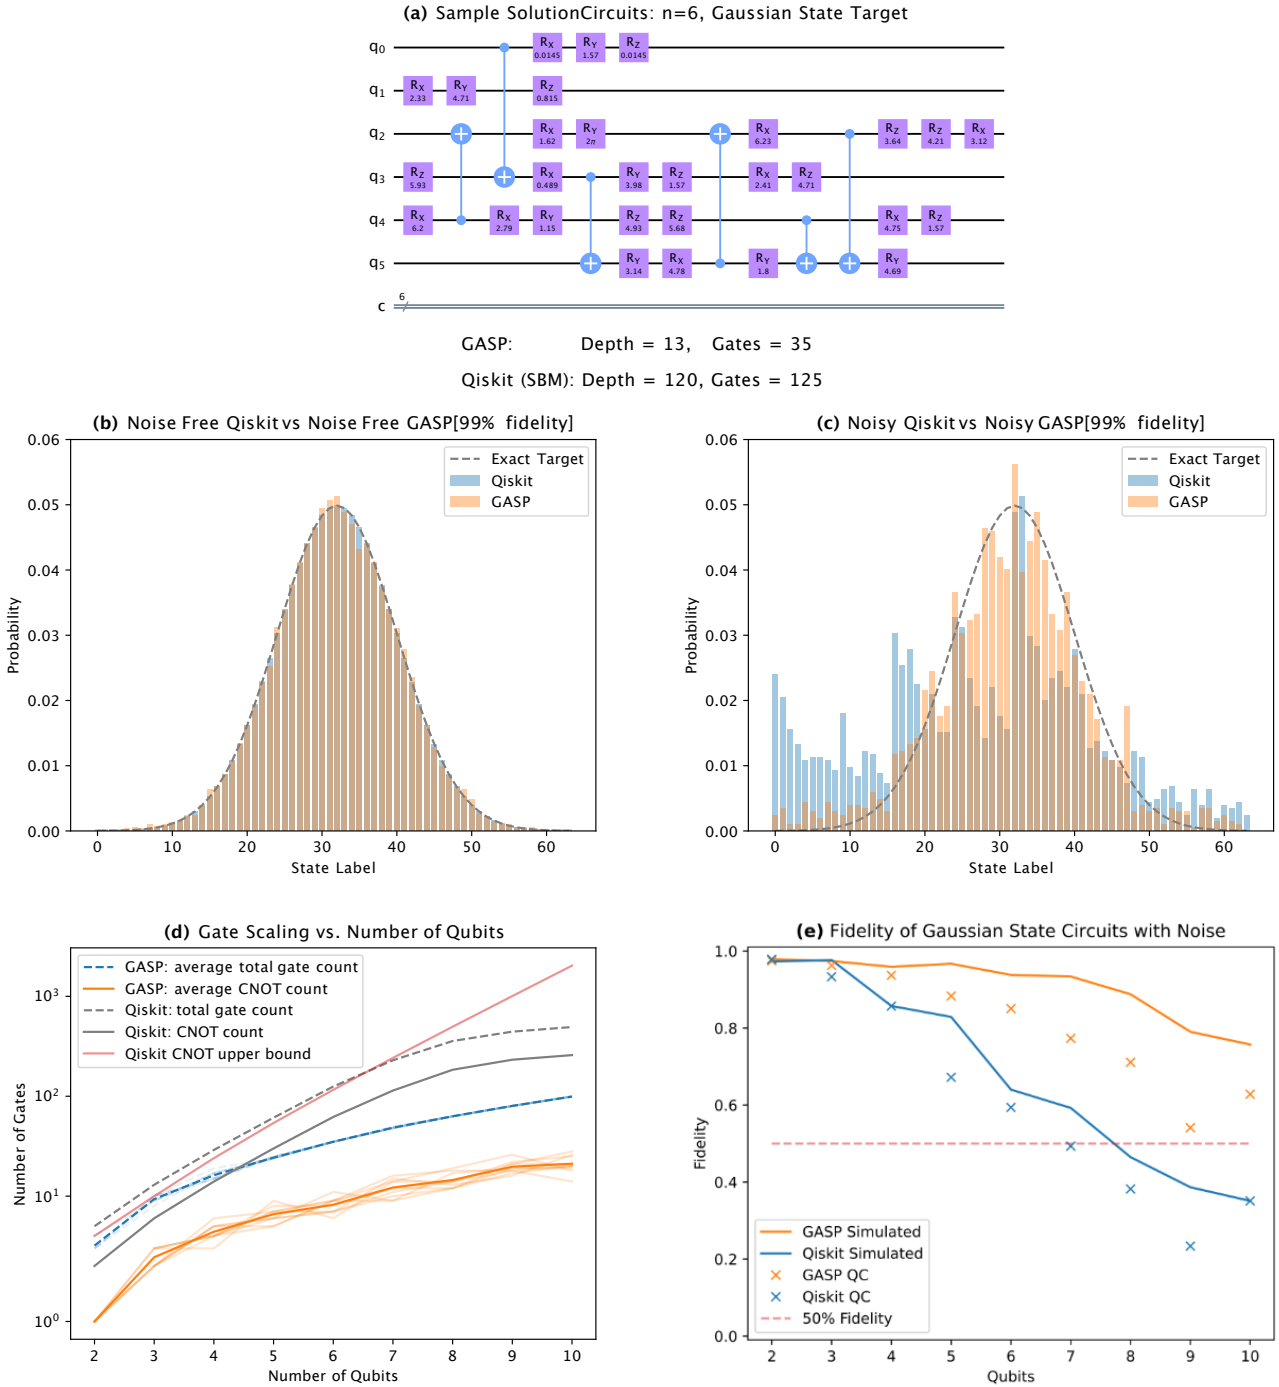 (a) Sample SolutionCircuits: n=6, Gaussian State Target
q0 RX 0.0145 RY 1.57 RZ 0.0145
q1 RX 2.33 RY 4.71 RZ 0.815
q2 RX 1.62 RY 2π RX 6.23 RZ 3.64 RZ 4.21 RX 3.12
q3 RZ 5.93 RX 0.489 RY 3.98 RZ 1.57 RX 2.41 RZ 4.71
q4 RX 6.2 RX 2.79 RY 1.15 RZ 4.93 RZ 5.68 RX 4.75 RZ 1.57
q5 RY 3.14 RX 4.78 RY 1.8 RY 4.69
c 6
GASP: Depth = 13, Gates = 35
Qiskit (SBM): Depth = 120, Gates = 125
(b) Noise Free Qiskit vs Noise Free GASP[99% fidelity]
Probability
0.06
0.05
0.04
0.03
0.02
0.01
0.00
Exact Target
Qiskit
GASP
0 10 20 30 40 50 60
State Label
(c) Noisy Qiskit vs Noisy GASP[99% fidelity]
Probability
0.06
0.05
0.04
0.03
0.02
0.01
0.00
Exact Target
Qiskit
GASP
0 10 20 30 40 50 60
State Label
(d) Gate Scaling vs. Number of Qubits
Number of Gates
10^3
10^2
10^1
10^0
GASP: average total gate count
GASP: average CNOT count
Qiskit: total gate count
Qiskit: CNOT count
Qiskit CNOT upper bound
2 3 4 5 6 7 8 9 10
Number of Qubits
(e) Fidelity of Gaussian State Circuits with Noise
Fidelity
1.0
0.8
0.6
0.4
0.2
0.0
GASP Simulated
Qiskit Simulated
GASP QC
Qiskit QC
50% Fidelity
2 3 4 5 6 7 8 9 10
Qubits